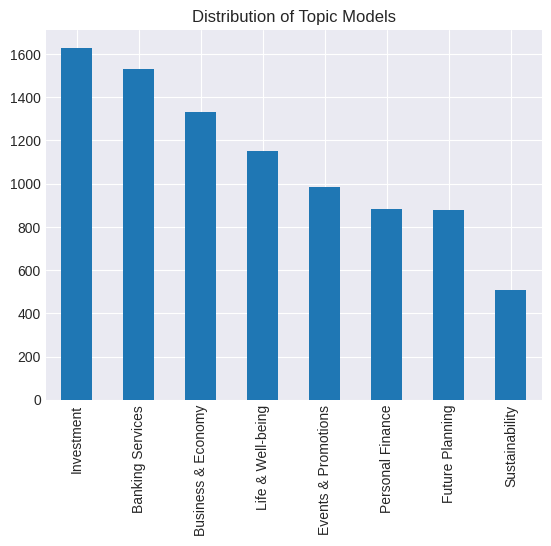 Distribution of Topic Models
1600
1400
1200
1000
800
600
400
200
0
Investment
Banking Services
Business & Economy
Life & Well-being
Events & Promotions
Personal Finance
Future Planning
Sustainability